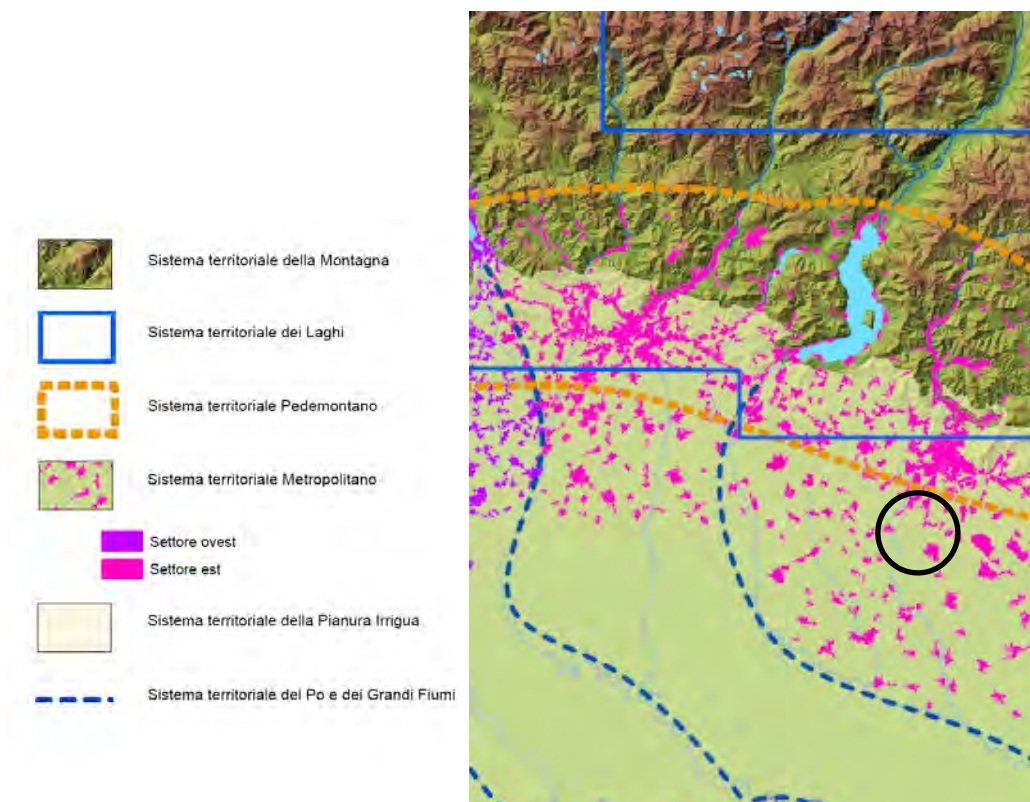 Sistema territoriale della Montagna
Sistema territoriale dei Laghi
Sistema territoriale Pedemontano
Sistema territoriale Metropolitano
Settore ovest
Settore est
Sistema territoriale della Pianura Irrigua
Sistema territoriale del Po e dei Grandi Fiumi